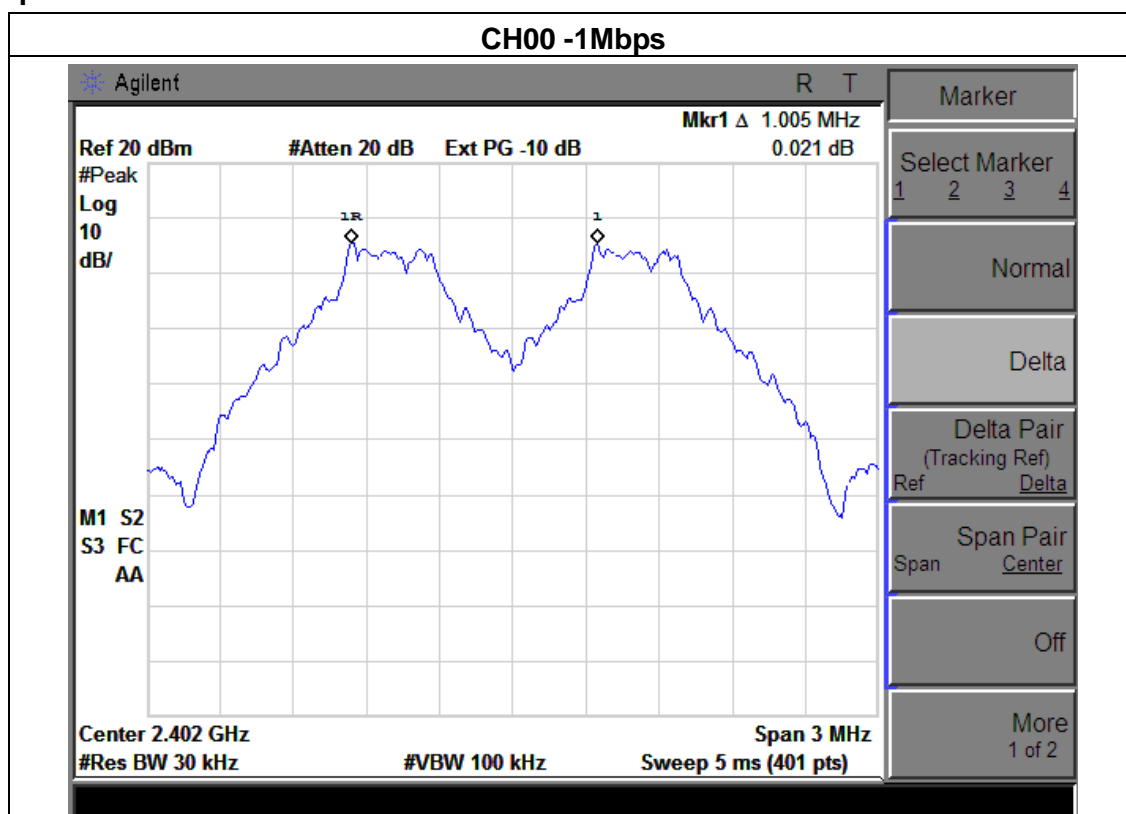 CH00 -1Mbps
Agilent R T
Mkr1 Δ 1.005 MHz
Ref 20 dBm #Atten 20 dB Ext PG -10 dB 0.021 dB
#Peak
Log
10
dB/
1R
1
M1 S2
S3 FC
AA
Center 2.402 GHz Span 3 MHz
#Res BW 30 kHz #VBW 100 kHz Sweep 5 ms (401 pts)
Marker
Select Marker
1 2 3 4
Normal
Delta
Delta Pair
(Tracking Ref)
Ref Delta
Span Pair
Span Center
Off
More
1 of 2